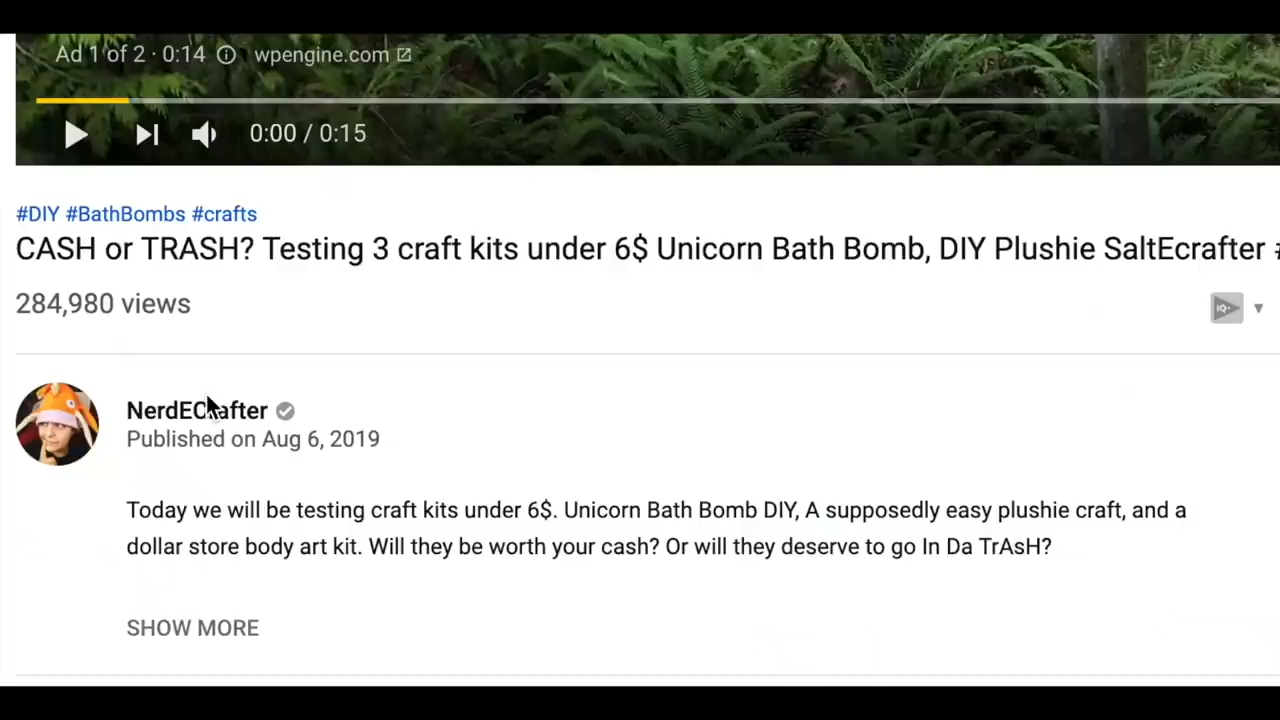 Ad 1 of 2 · 0:14 wpengine.com
0:00 / 0:15
#DIY #BathBombs #crafts
CASH or TRASH? Testing 3 craft kits under 6$ Unicorn Bath Bomb, DIY Plushie SaltEcrafter #
284,980 views
IQ
NerdECrafter
Published on Aug 6, 2019
Today we will be testing craft kits under 6$. Unicorn Bath Bomb DIY, A supposedly easy plushie craft, and a
dollar store body art kit. Will they be worth your cash? Or will they deserve to go In Da TrAsH?
SHOW MORE